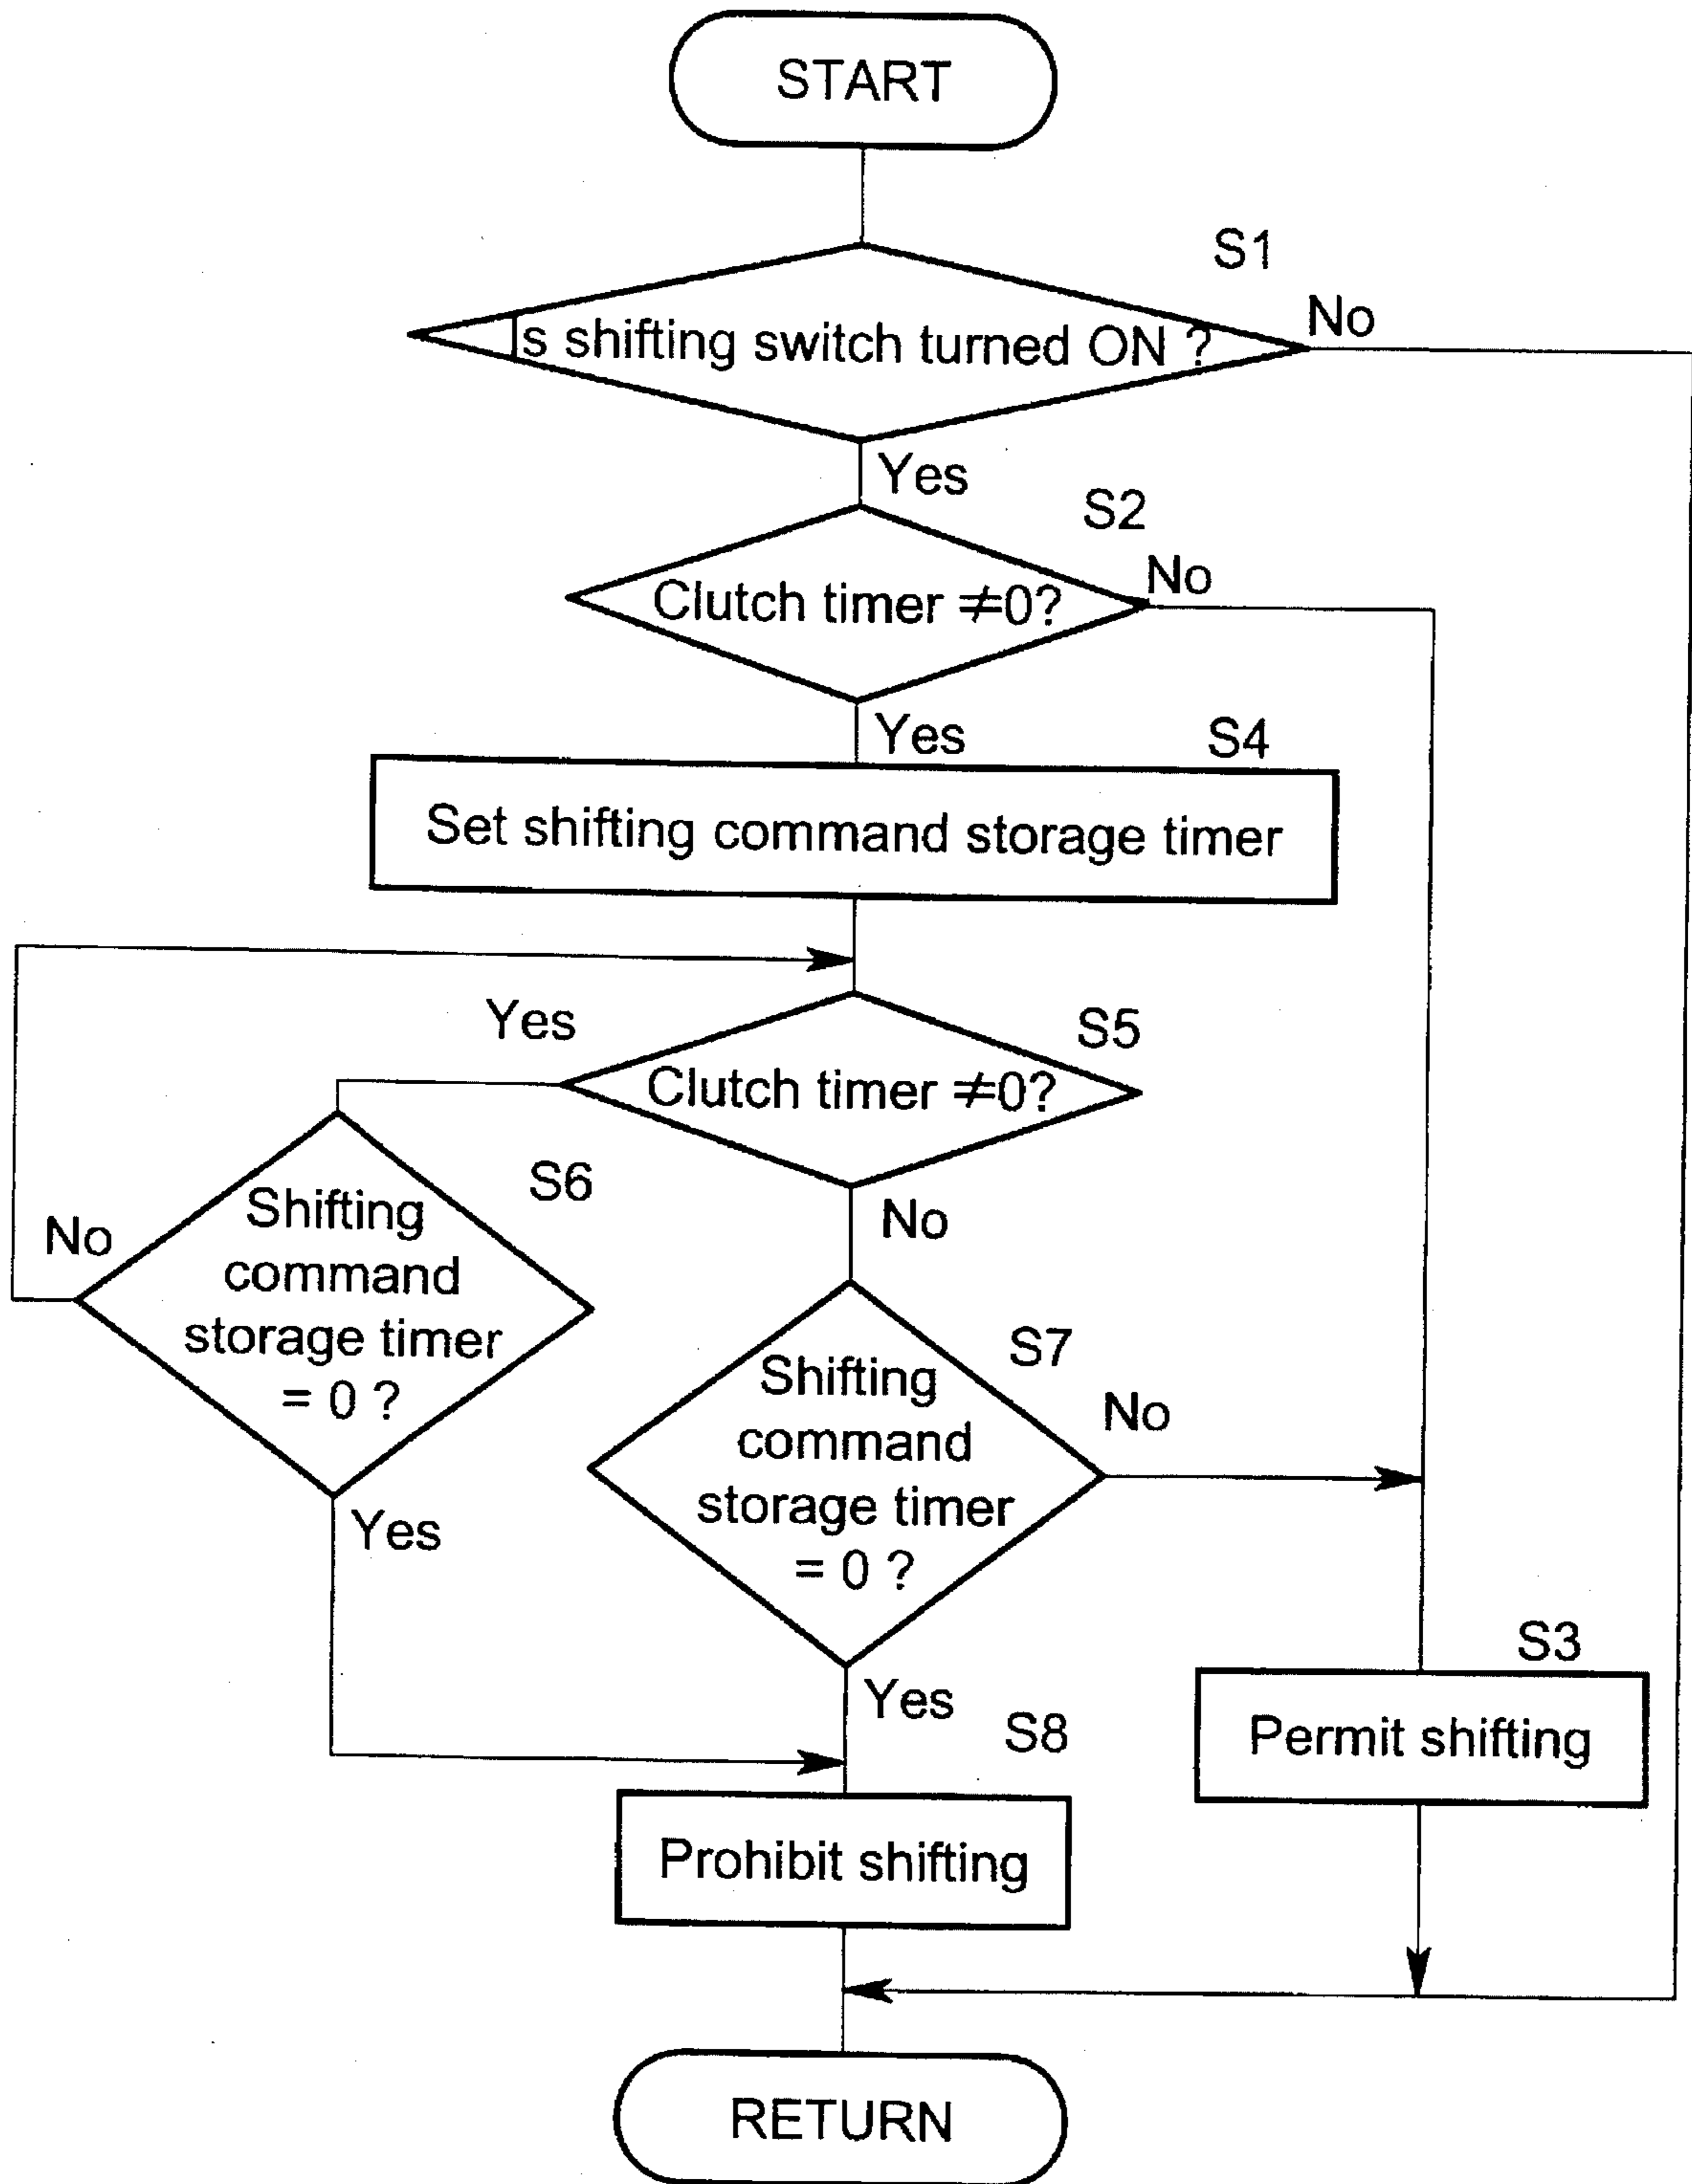 START
S1
Is shifting switch turned ON ?
No
Yes
S2
Clutch timer ≠0?
No
Yes
S4
Set shifting command storage timer
Yes
S5
Clutch timer ≠0?
S6
No
Shifting
command
storage timer
= 0 ?
No
S7
Shifting
command
storage timer
= 0 ?
No
Yes
S3
Permit shifting
Yes
S8
Prohibit shifting
RETURN